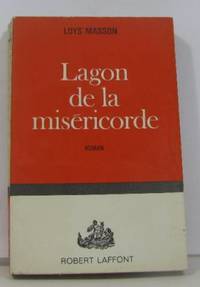 LOYS MASSON
Lagon
de la
miséricorde
ROMAN
ROBERT LAFFONT